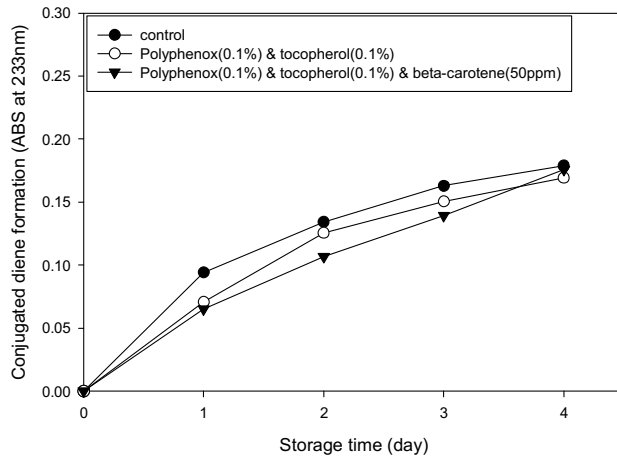 0.30
0.25
0.20
0.15
0.10
0.05
0.00
Conjugated diene formation (ABS at 233nm)
control
Polyphenox(0.1%) & tocopherol(0.1%)
Polyphenox(0.1%) & tocopherol(0.1%) & beta-carotene(50ppm)
0 1 2 3 4
Storage time (day)